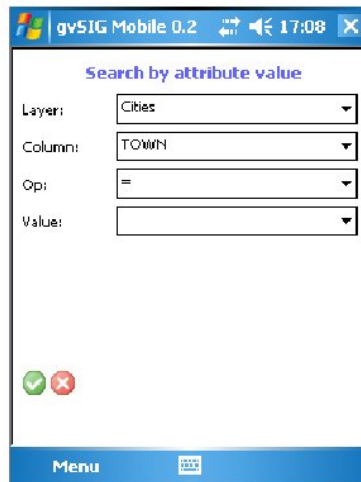 gvSIG Mobile 0.2 17:08
Search by attribute value
Layer: Cities
Column: TOWN
Op: =
Value:
Menu